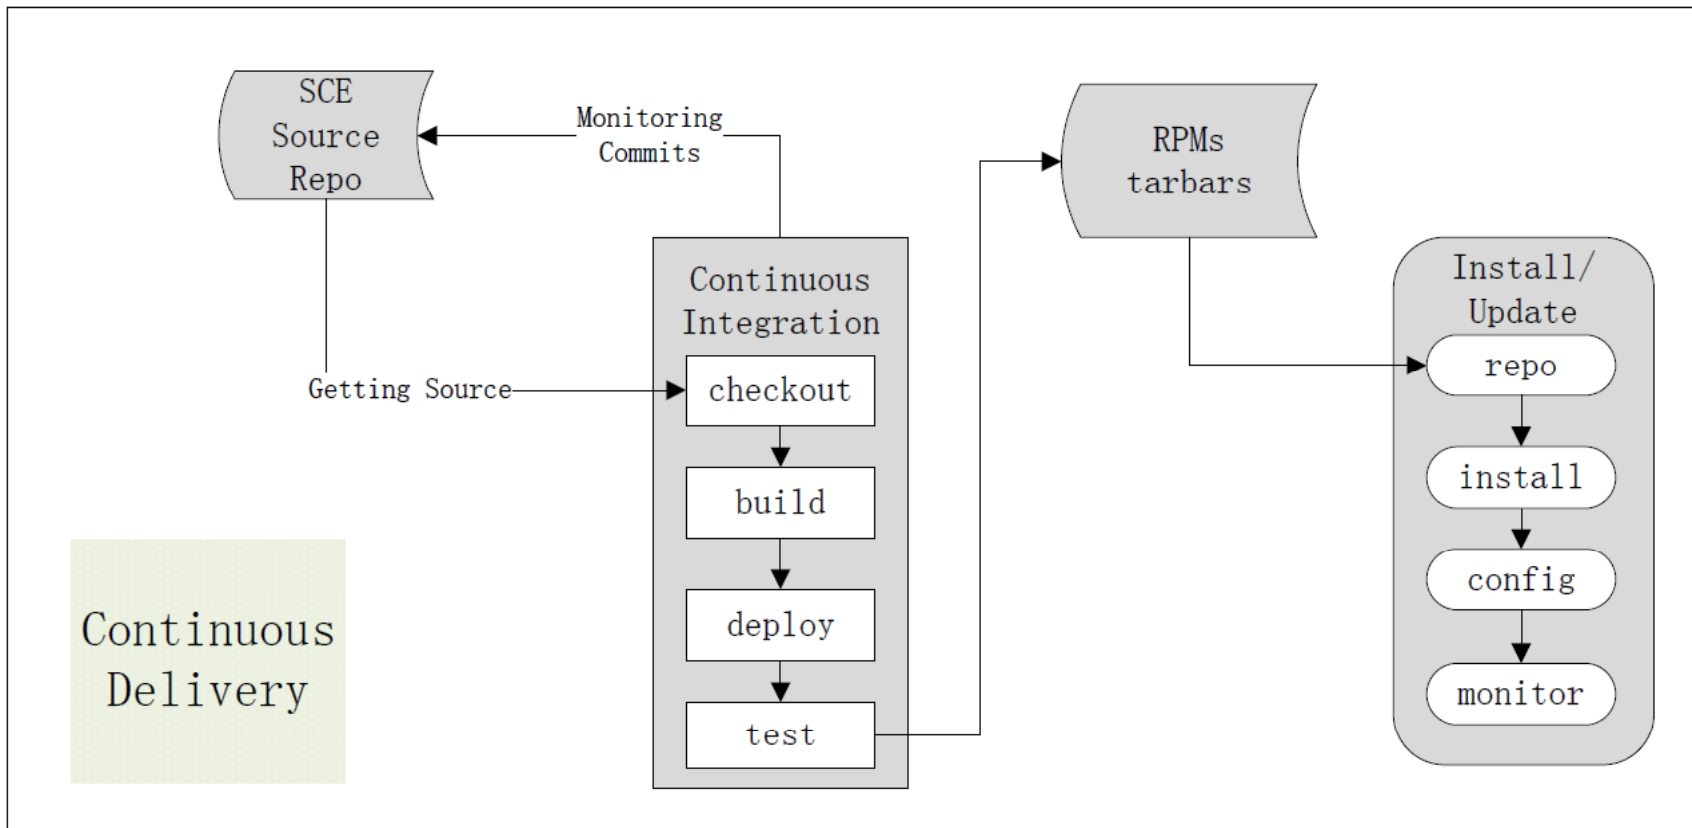 SCE
Source
Repo
Monitoring
Commits
RPMs
tarbars
Getting Source
Continuous
Integration
checkout
build
deploy
test
Install/
Update
repo
install
config
monitor
Continuous
Delivery